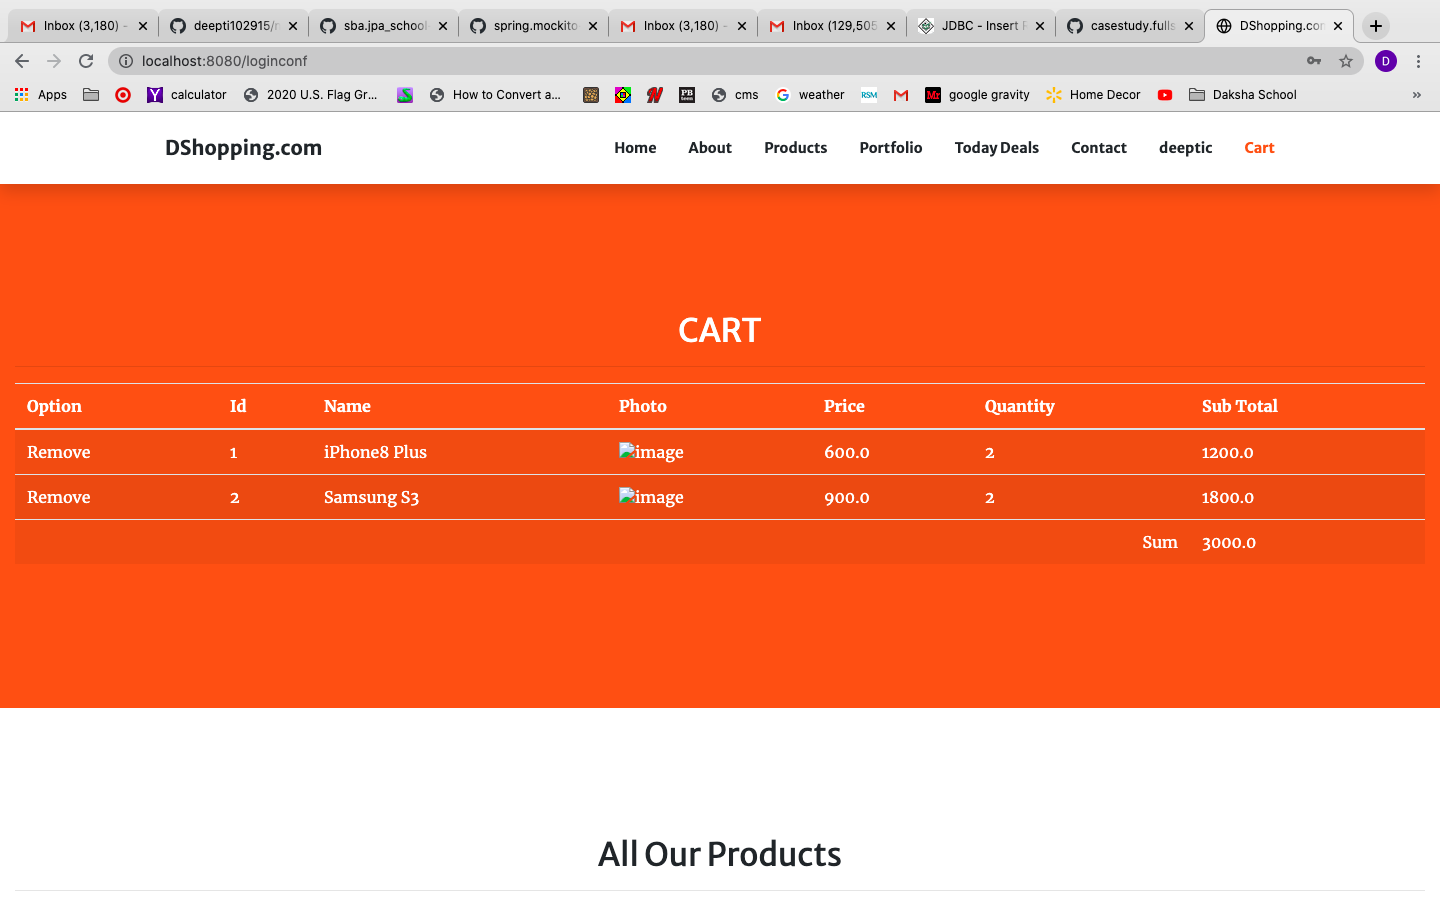 Inbox (3,180) - deepti102915/n sba.jpa_school- spring.mockito- Inbox (3,180) - Inbox (129,505 JDBC - Insert F casestudy.fulls DShopping.com
localhost:8080/loginconf D
Apps calculator 2020 U.S. Flag Gr... How to Convert a... PB teen cms weather RSM Mr google gravity Home Decor Daksha School »
DShopping.com Home About Products Portfolio Today Deals Contact deeptic Cart
CART
Option Id Name Photo Price Quantity Sub Total
Remove 1 iPhone8 Plus image 600.0 2 1200.0
Remove 2 Samsung S3 image 900.0 2 1800.0
Sum 3000.0
All Our Products